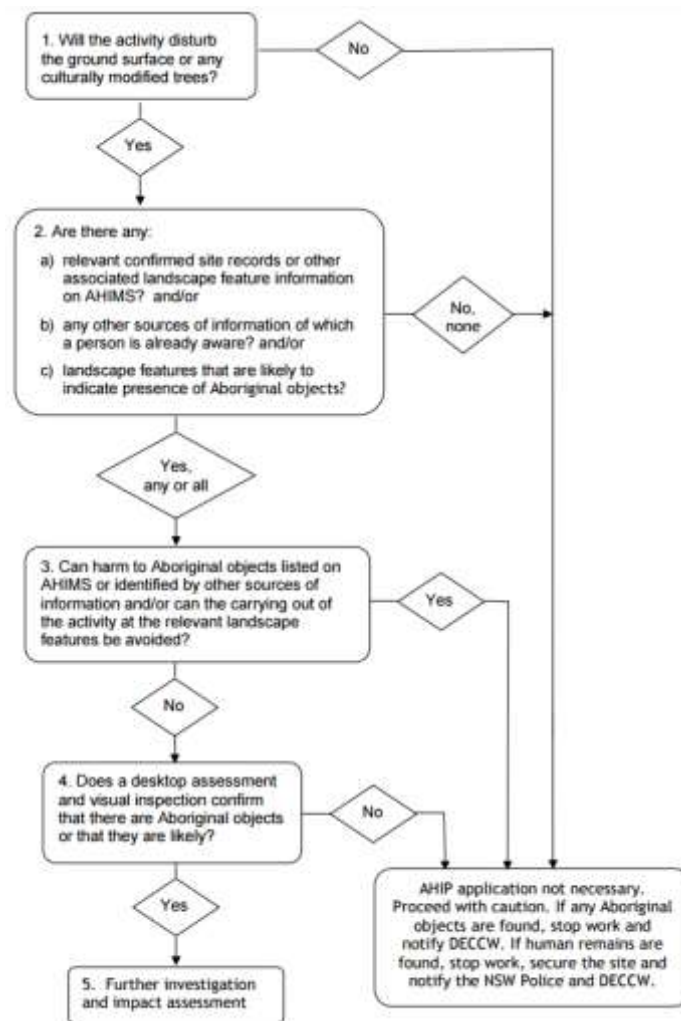 1. Will the activity disturb
the ground surface or any
culturally modified trees?
No
Yes
2. Are there any:
a) relevant confirmed site records or other
associated landscape feature information
on AHIMS? and/or
b) any other sources of information of which
a person is already aware? and/or
c) landscape features that are likely to
indicate presence of Aboriginal objects?
No,
none
Yes,
any or all
3. Can harm to Aboriginal objects listed on
AHIMS or identified by other sources of
information and/or can the carrying out of
the activity at the relevant landscape
features be avoided?
Yes
No
4. Does a desktop assessment
and visual inspection confirm
that there are Aboriginal objects
or that they are likely?
No
Yes
AHIP application not necessary.
Proceed with caution. If any Aboriginal
objects are found, stop work and
notify DECCW. If human remains are
found, stop work, secure the site and
notify the NSW Police and DECCW.
5. Further investigation
and impact assessment